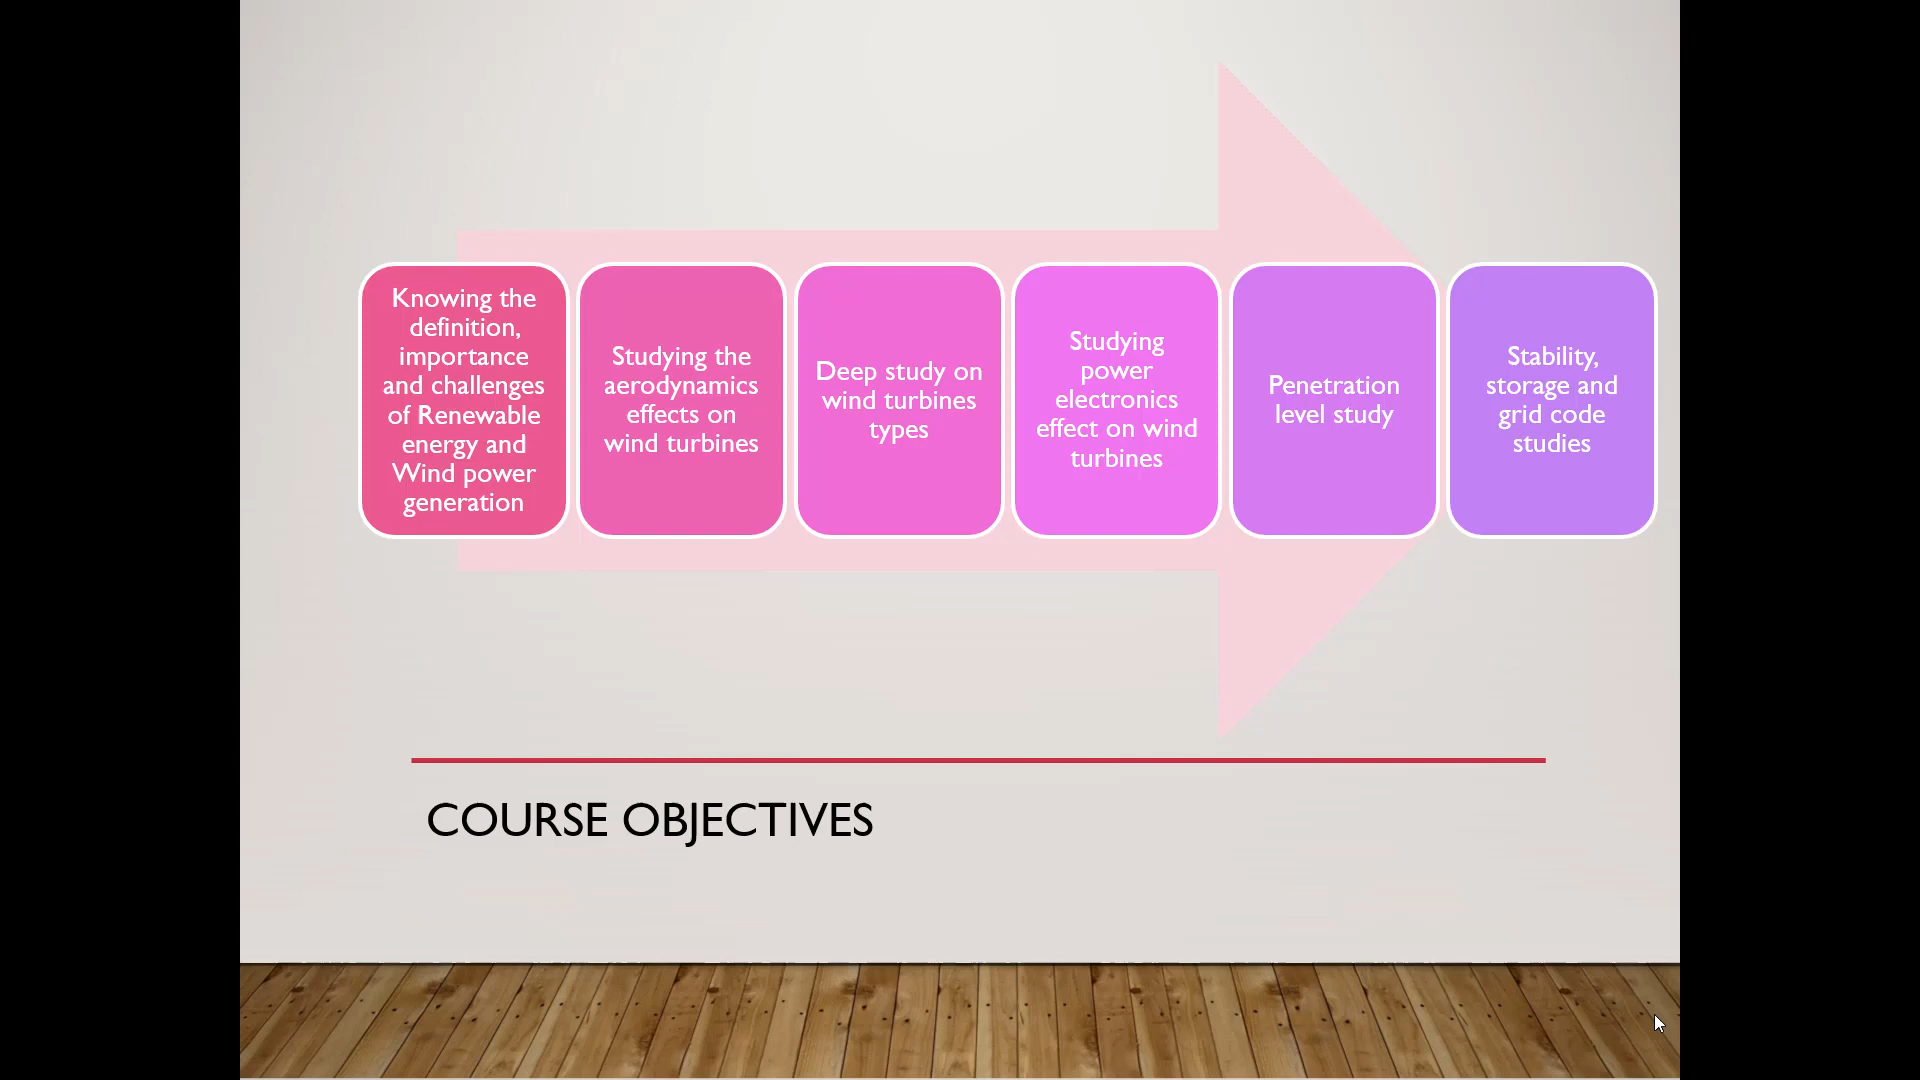 Knowing the
definition,
importance
and challenges
of Renewable
energy and
Wind power
generation
Studying the
aerodynamics
effects on
wind turbines
Deep study on
wind turbines
types
Studying
power
electronics
effect on wind
turbines
Penetration
level study
Stability,
storage and
grid code
studies
COURSE OBJECTIVES